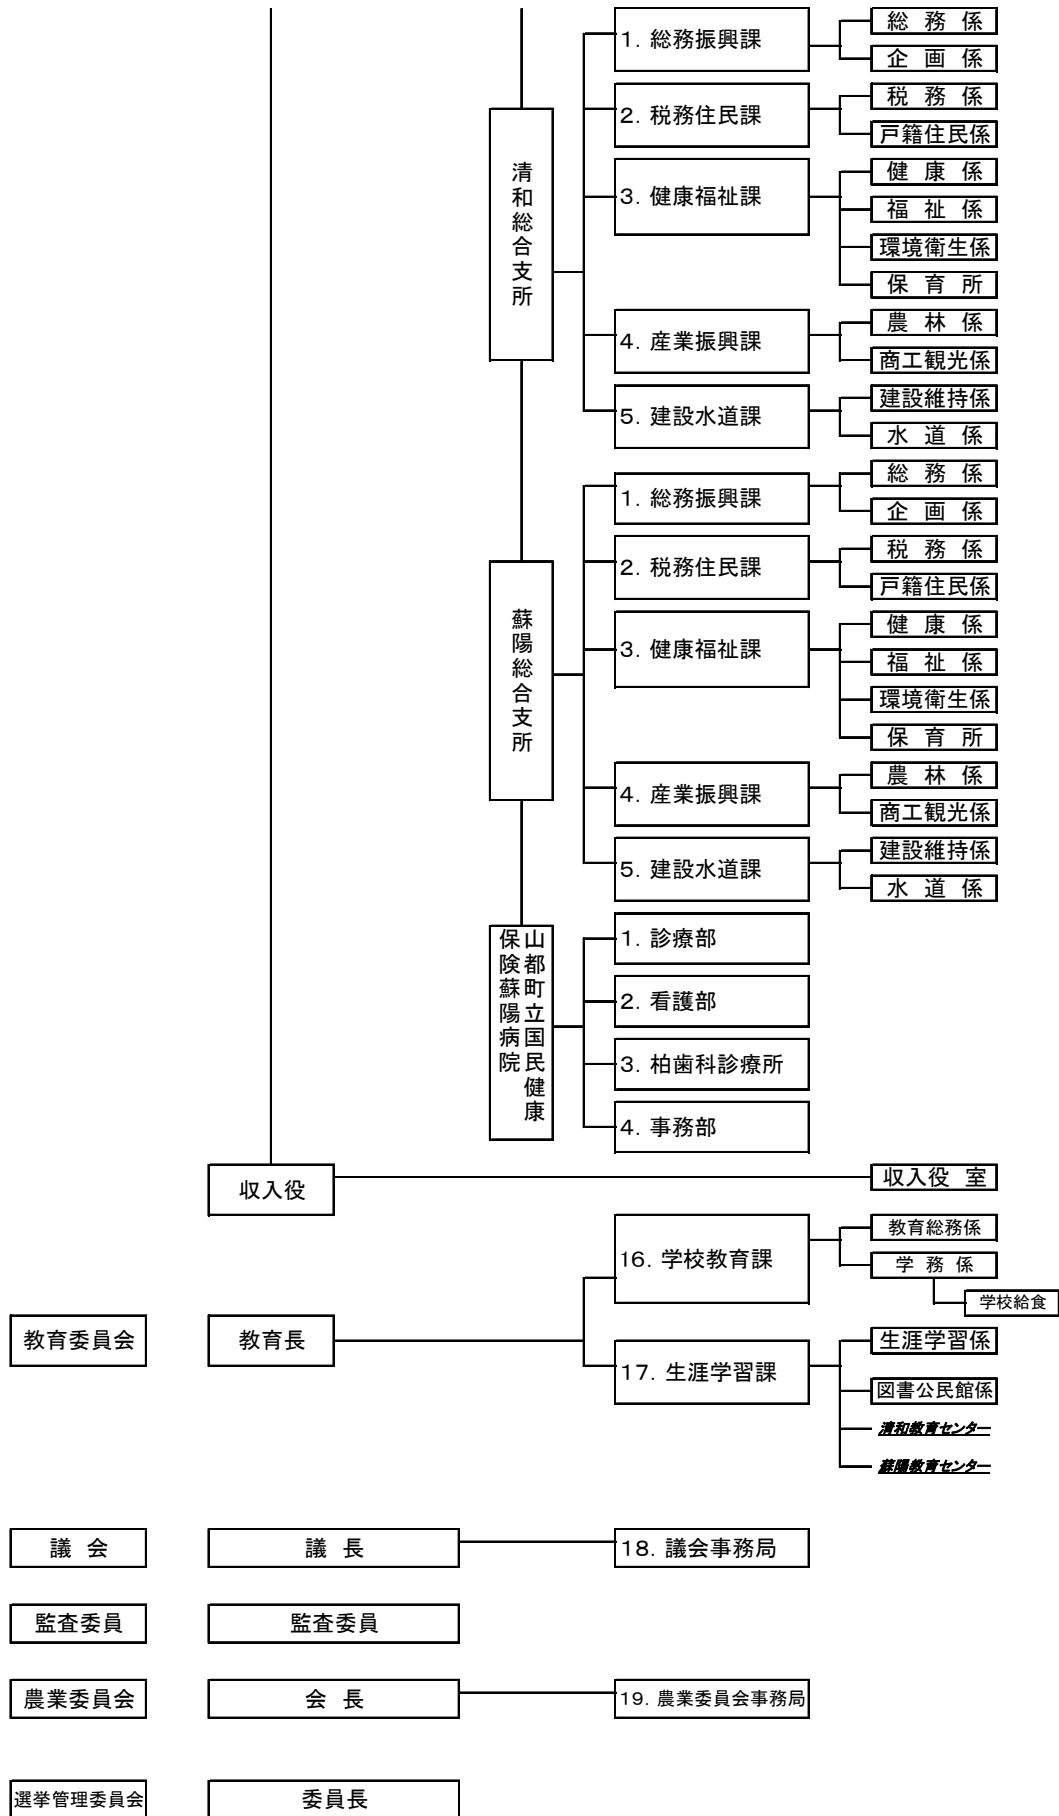 清和総合支所
1. 総務振興課
総 務 係
企 画 係
2. 税務住民課
税 務 係
戸籍住民係
3. 健康福祉課
健 康 係
福 祉 係
環境衛生係
保 育 所
4. 産業振興課
農 林 係
商工観光係
5. 建設水道課
建設維持係
水 道 係
蘇陽総合支所
1. 総務振興課
総 務 係
企 画 係
2. 税務住民課
税 務 係
戸籍住民係
3. 健康福祉課
健 康 係
福 祉 係
環境衛生係
保 育 所
4. 産業振興課
農 林 係
商工観光係
5. 建設水道課
建設維持係
水 道 係
山都町立国民健康
保険蘇陽病院
1. 診療部
2. 看護部
3. 柏歯科診療所
4. 事務部
収入役
収入役 室
教育委員会
教育長
16. 学校教育課
教育総務係
学 務 係
学校給食
17. 生涯学習課
生涯学習係
図書公民館係
清和教育センター
蘇陽教育センター
議 会
議 長
18. 議会事務局
監査委員
監査委員
農業委員会
会 長
19. 農業委員会事務局
選挙管理委員会
委員長